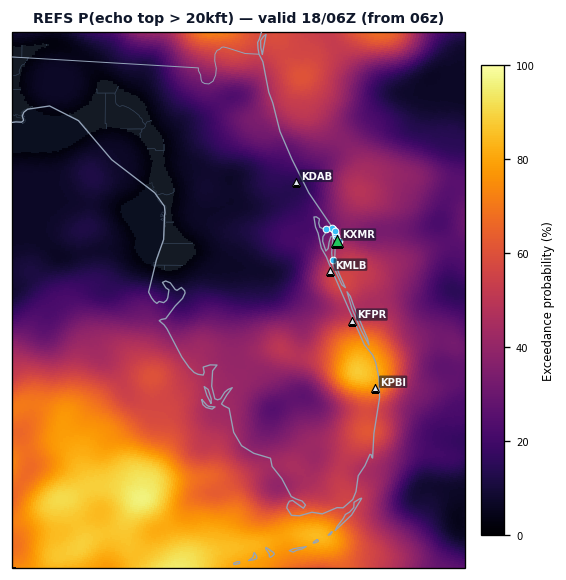 REFS P(echo top > 20kft) — valid 18/06Z (from 06z)
100
80
60
40
20
0
Exceedance probability (%)
KDAB
KXMR
KMLB
KFPR
KPBI